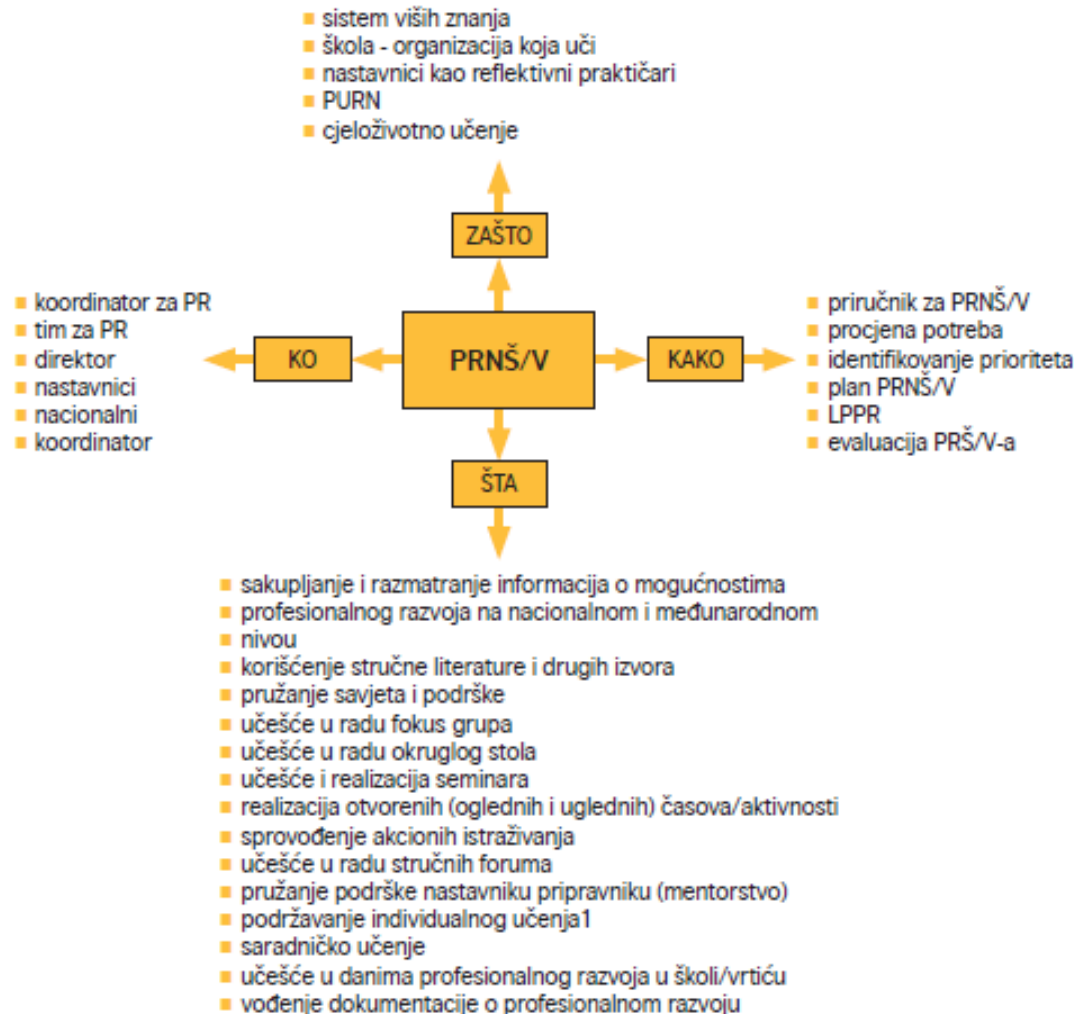 sistem viših znanja
škola - organizacija koja uči
nastavnici kao reflektivni praktičari
PURN
cjeloživotno učenje
ZAŠTO
koordinator za PR
tim za PR
direktor
nastavnici
nacionalni
koordinator
KO
PRNŠ/V
KAKO
priručnik za PRNŠ/V
procjena potreba
identifikovanje prioriteta
plan PRNŠ/V
LPPR
evaluacija PRŠ/V-a
ŠTA
sakupljanje i razmatranje informacija o mogućnostima
profesionalnog razvoja na nacionalnom i međunarodnom
nivou
korišćenje stručne literature i drugih izvora
pružanje savjeta i podrške
učešće u radu fokus grupa
učešće u radu okruglog stola
učešće i realizacija seminara
realizacija otvorenih (oglednih i uglednih) časova/aktivnosti
sprovođenje akcionih istraživanja
učešće u radu stručnih foruma
pružanje podrške nastavniku pripravniku (mentorstvo)
podržavanje individualnog učenja1
saradničko učenje
učešće u danima profesionalnog razvoja u školi/vrtiću
vođenje dokumentacije o profesionalnom razvoju